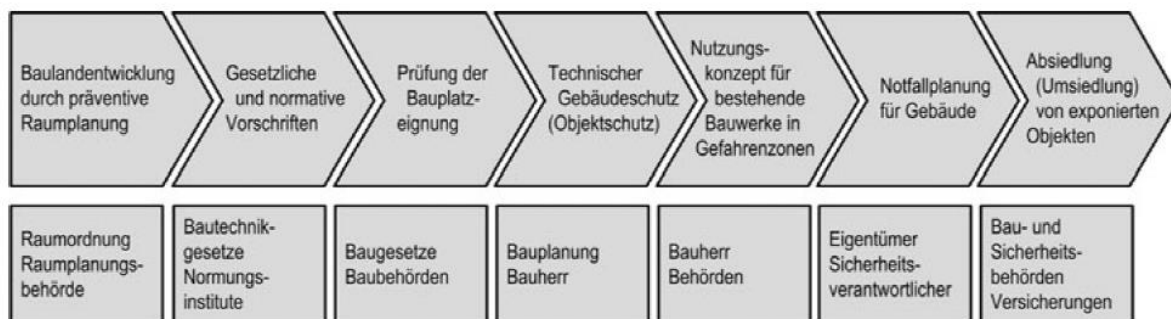 Baulandentwicklung
durch präventive
Raumplanung
Gesetzliche
und normative
Vorschriften
Prüfung der
Bauplatz-
eignung
Technischer
Gebäudeschutz
(Objektschutz)
Nutzungs-
konzept für
bestehende
Bauwerke in
Gefahrenzonen
Notfallplanung
für Gebäude
Absiedlung
(Umsiedlung)
von exponierten
Objekten
Raumordnung
Raumplanungs-
behörde
Bautechnik-
gesetze
Normungs-
institute
Baugesetze
Baubehörden
Bauplanung
Bauherr
Bauherr
Behörden
Eigentümer
Sicherheits-
verantwortlicher
Bau- und
Sicherheits-
behörden
Versicherungen